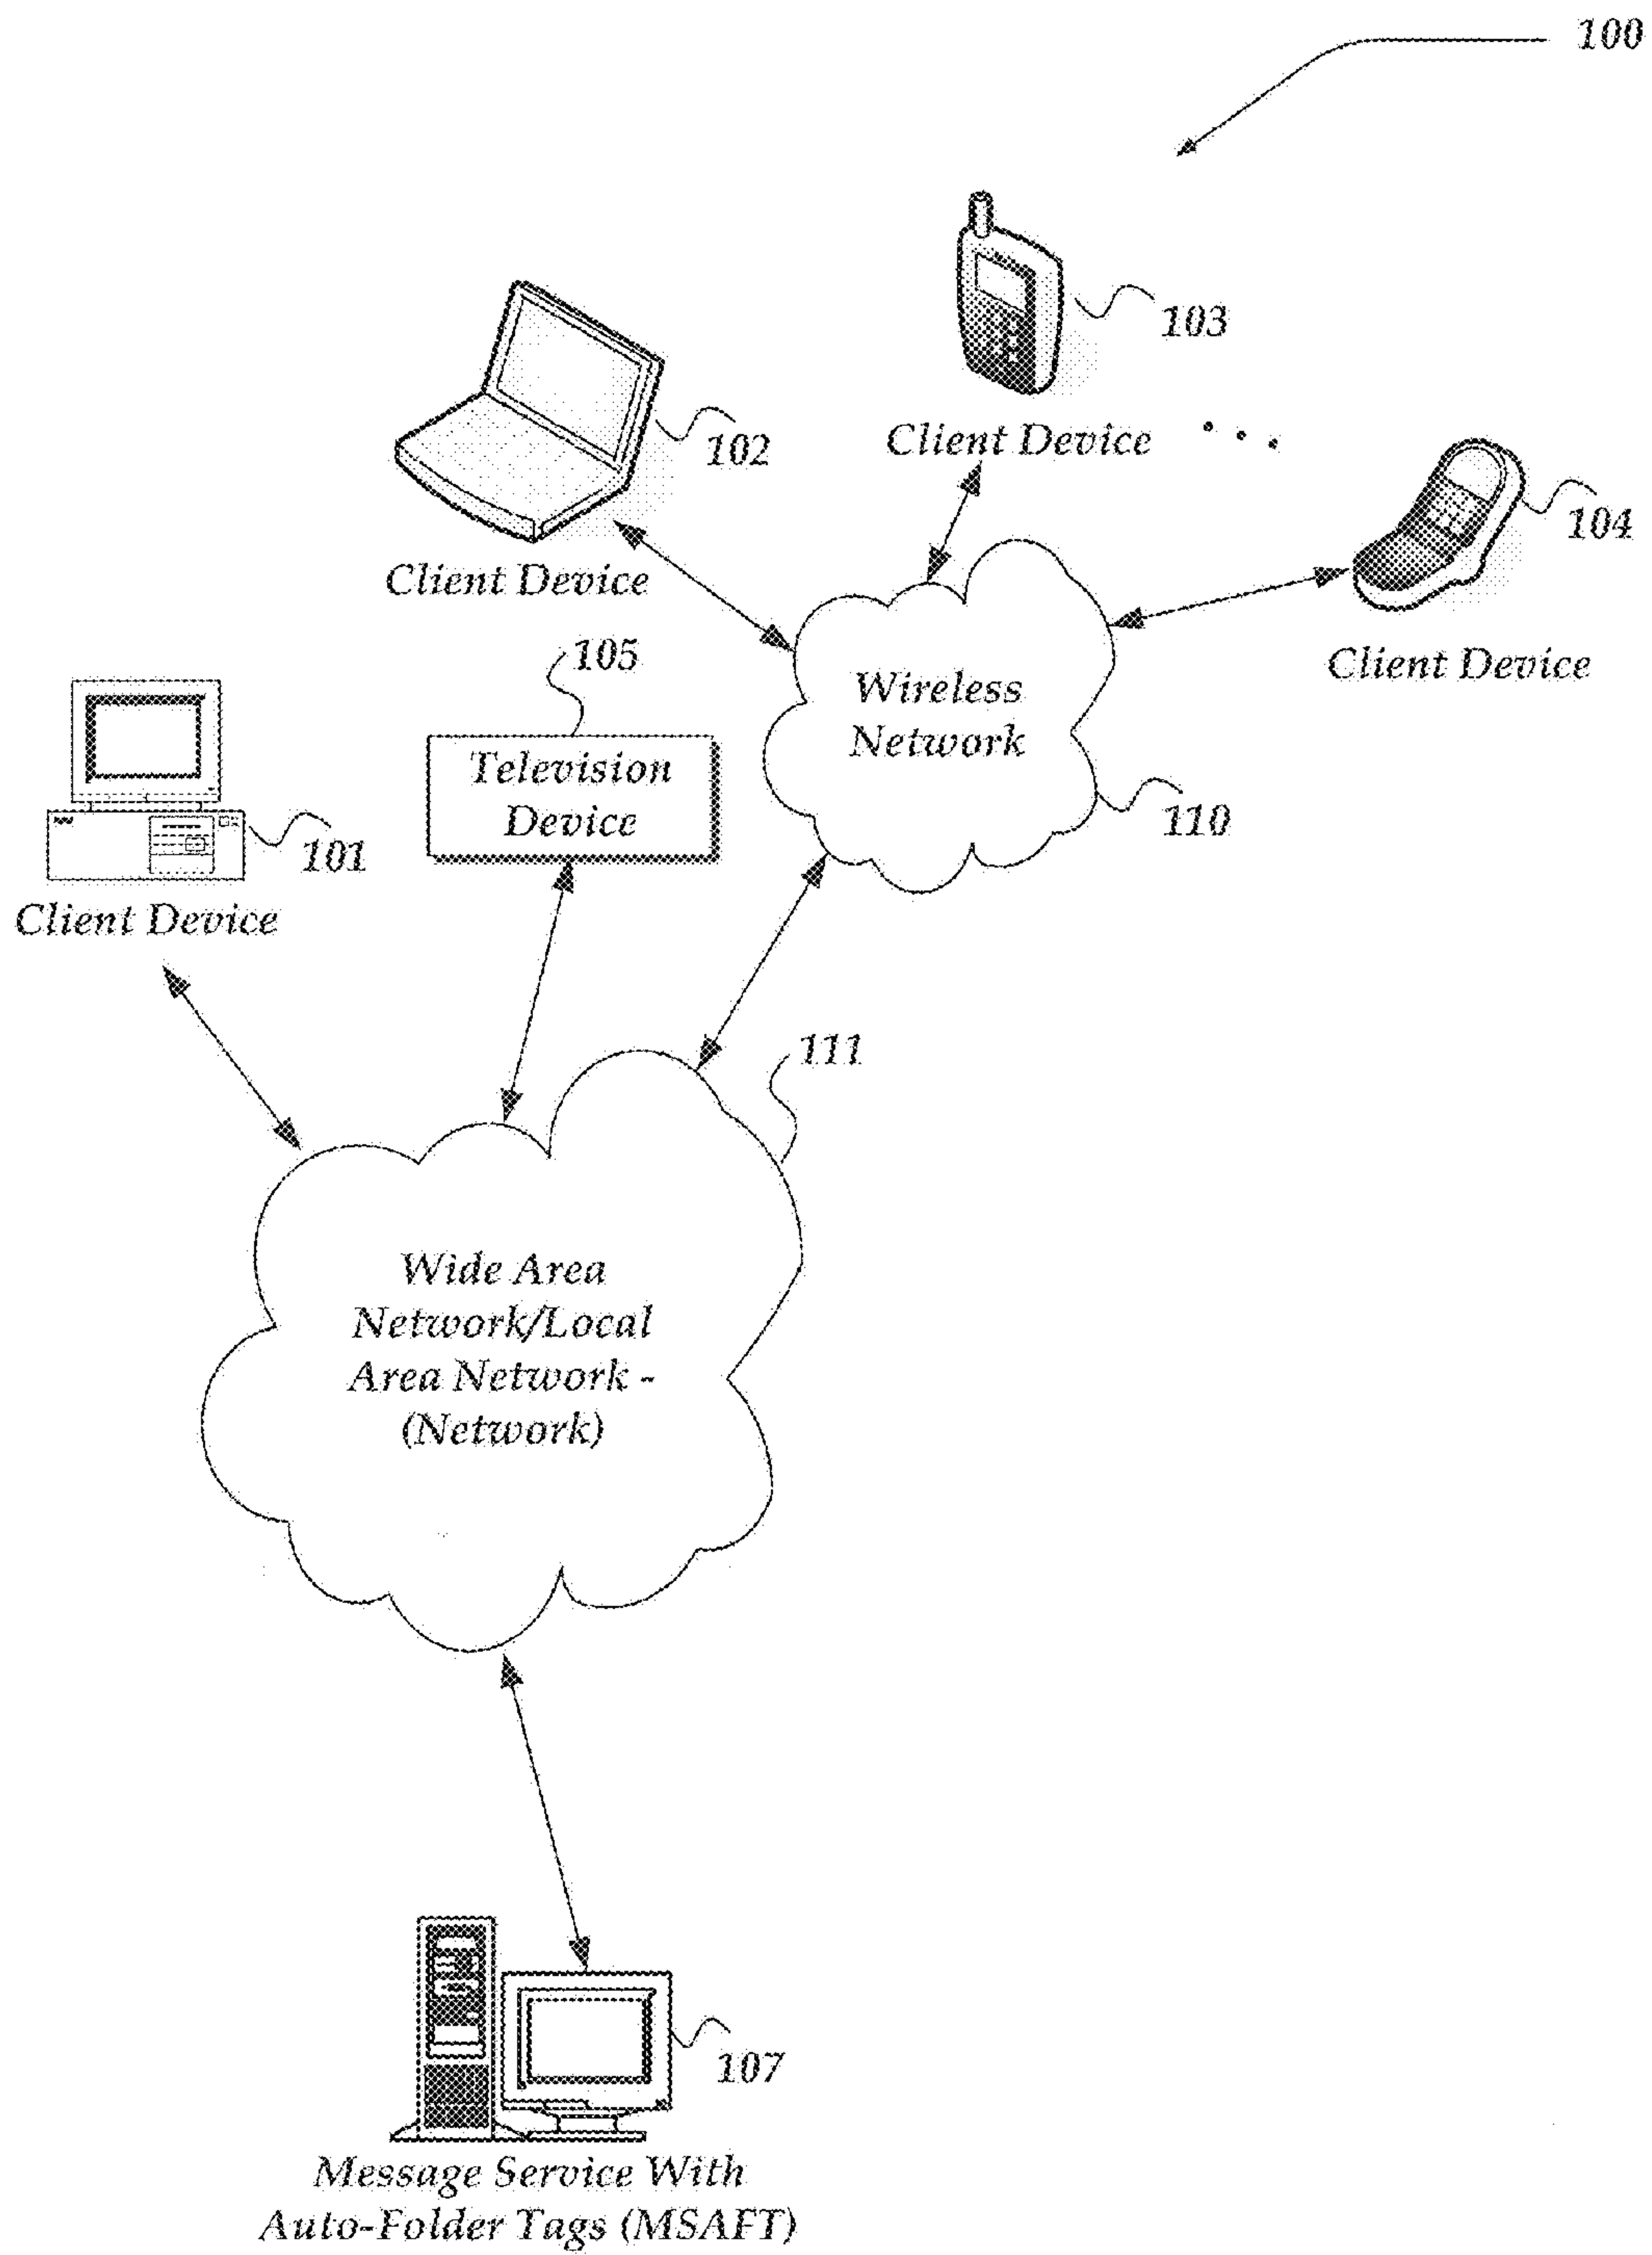 100
103
Client Device
102
104
Client Device
Client Device
105
Wireless
Network
Television
Device
110
101
Client Device
111
Wide Area
Network/Local
Area Network -
(Network)
107
Message Service With
Auto-Folder Tags (MSAFT)